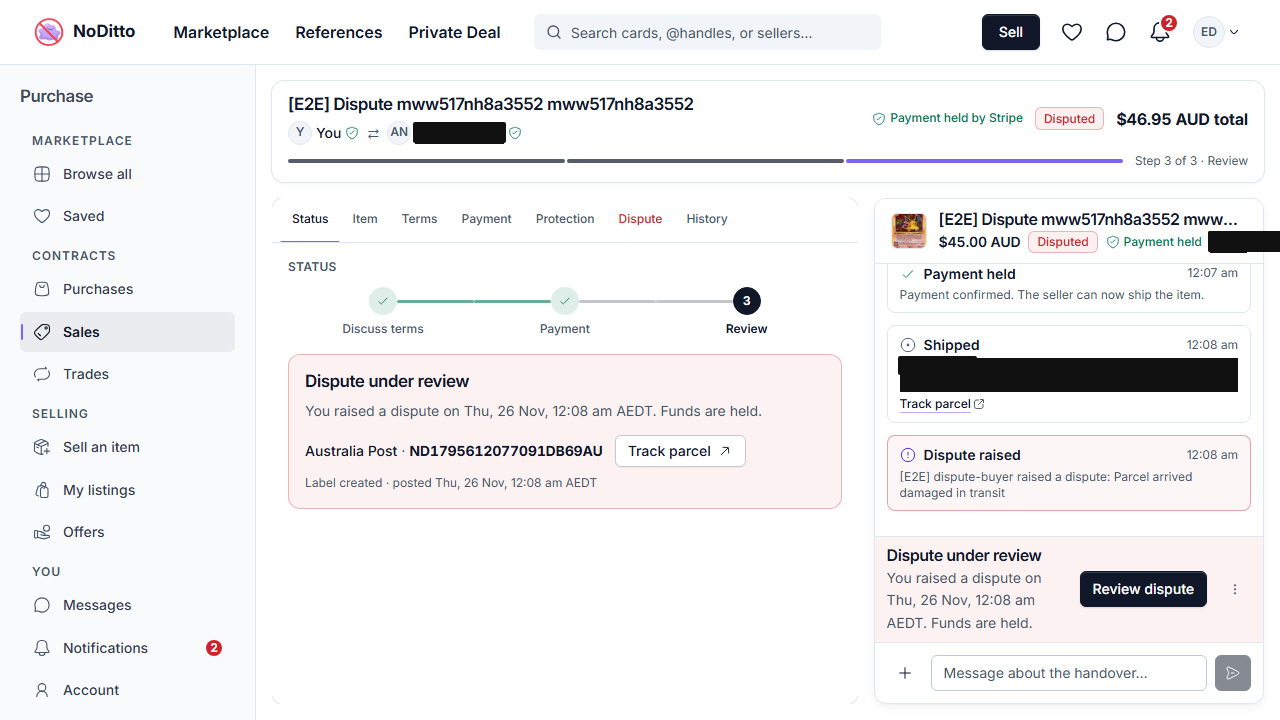 NoDitto
Marketplace
References
Private Deal
Search cards, @handles, or sellers...
Sell
2
ED
Purchase
MARKETPLACE
Browse all
Saved
CONTRACTS
Purchases
Sales
Trades
SELLING
Sell an item
My listings
Offers
YOU
Messages
Notifications
2
Account
[E2E] Dispute mww517nh8a3552 mww517nh8a3552
Y You
AN
Payment held by Stripe
Disputed
$46.95 AUD total
Step 3 of 3 · Review
Status
Item
Terms
Payment
Protection
Dispute
History
STATUS
3
Discuss terms
Payment
Review
Dispute under review
You raised a dispute on Thu, 26 Nov, 12:08 am AEDT. Funds are held.
Australia Post · ND1795612077091DB69AU
Track parcel
Label created · posted Thu, 26 Nov, 12:08 am AEDT
[E2E] Dispute mww517nh8a3552 mww...
$45.00 AUD
Disputed
Payment held
Payment held
12:07 am
Payment confirmed. The seller can now ship the item.
Shipped
12:08 am
Track parcel
Dispute raised
12:08 am
[E2E] dispute-buyer raised a dispute: Parcel arrived
damaged in transit
Dispute under review
You raised a dispute on
Thu, 26 Nov, 12:08 am
AEDT. Funds are held.
Review dispute
Message about the handover...